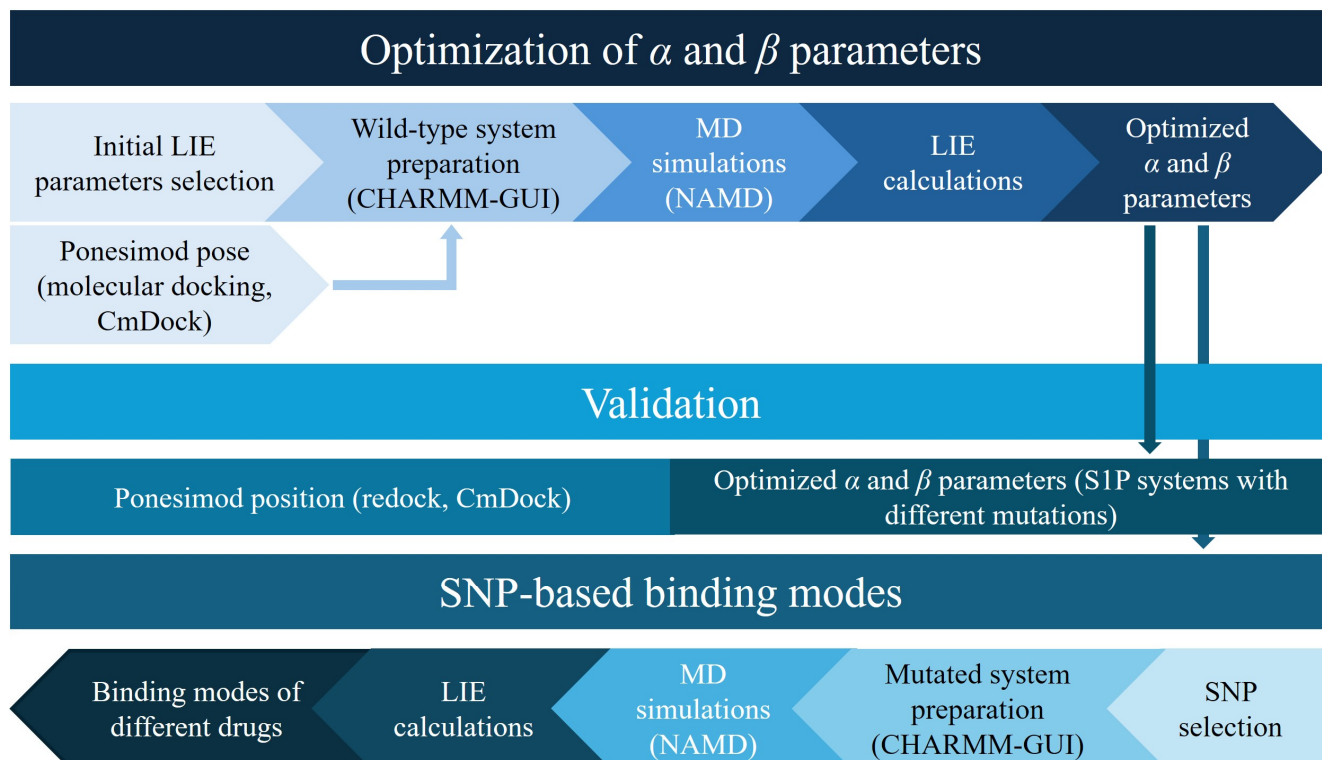 Optimization of α and β parameters
Initial LIE
parameters selection
Wild-type system
preparation
(CHARMM-GUI)
MD
simulations
(NAMD)
LIE
calculations
Optimized
α and β
parameters
Ponesimod pose
(molecular docking,
CmDock)
Validation
Ponesimod position (redock, CmDock)
Optimized α and β parameters (S1P systems with
different mutations)
SNP-based binding modes
Binding modes of
different drugs
LIE
calculations
MD
simulations
(NAMD)
Mutated system
preparation
(CHARMM-GUI)
SNP
selection